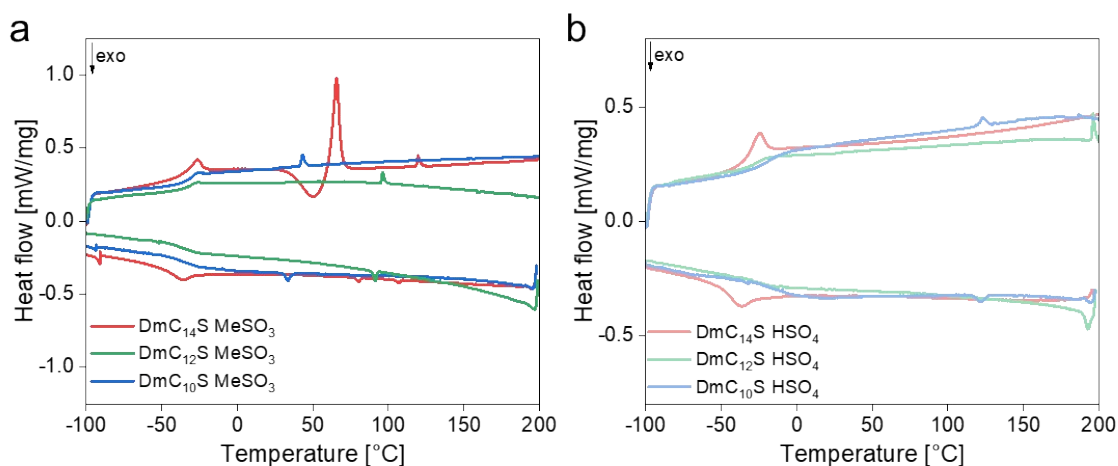 a
exo
1.0
0.5
0.0
-0.5
-1.0
Heat flow [mW/mg]
DmC₁₄S MeSO₃
DmC₁₂S MeSO₃
DmC₁₀S MeSO₃
-100 -50 0 50 100 150 200
Temperature [°C]
b
exo
0.5
0.0
-0.5
Heat flow [mW/mg]
DmC₁₄S HSO₄
DmC₁₂S HSO₄
DmC₁₀S HSO₄
-100 -50 0 50 100 150 200
Temperature [°C]